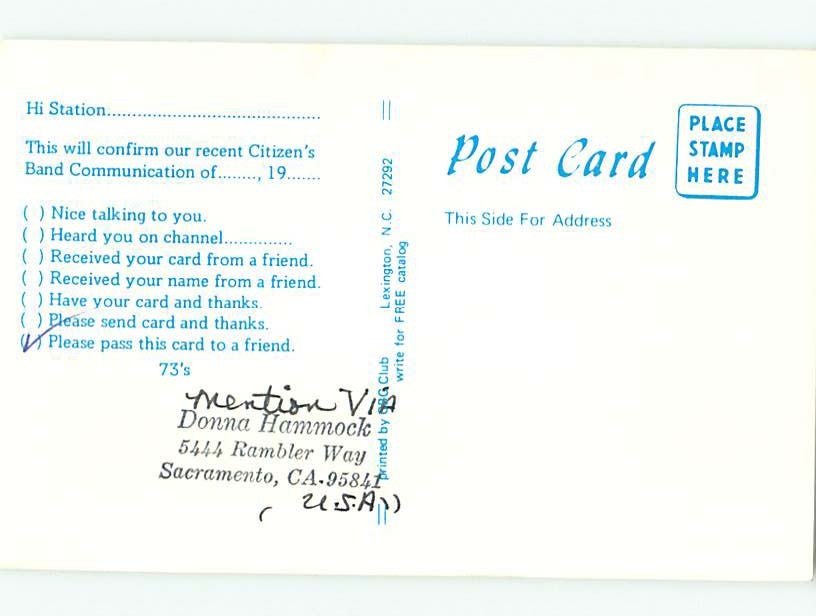 Hi Station..........................................
This will confirm our recent Citizen's
Band Communication of........, 19.......
( ) Nice talking to you.
( ) Heard you on channel..............
( ) Received your card from a friend.
( ) Received your name from a friend.
( ) Have your card and thanks.
( ) Please send card and thanks.
(✓) Please pass this card to a friend.
73's
Mention VIA
Donna Hammock
5444 Rambler Way
Sacramento, CA.95841
( U.S.A))
printed by Club Lexington, N.C. 27292
write for FREE catalog
Post Card
This Side For Address
PLACE
STAMP
HERE